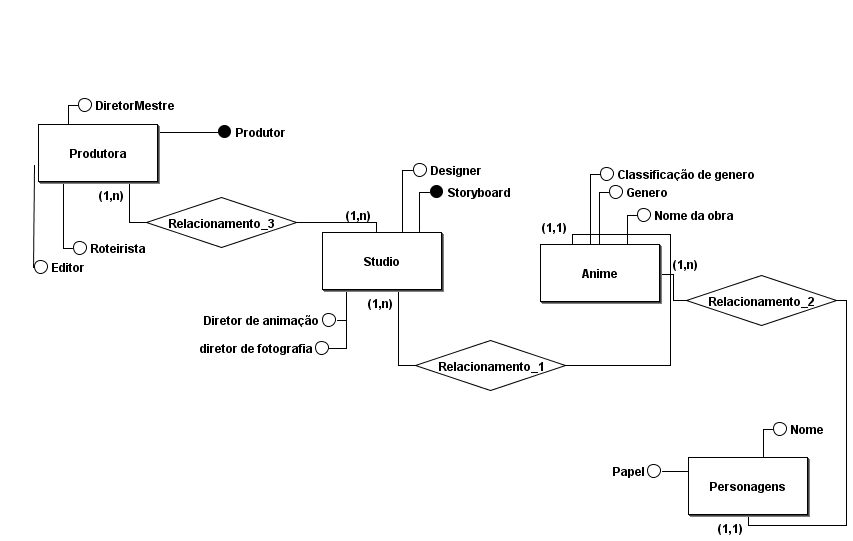 DiretorMestre
Produtor
Produtora
(1,n)
Relacionamento_3
Roteirista
Editor
Designer
Storyboard
(1,n)
Studio
(1,n)
Diretor de animação
diretor de fotografia
Relacionamento_1
Classificação de genero
Genero
Nome da obra
(1,1)
Anime
(1,n)
Relacionamento_2
Nome
Papel
Personagens
(1,1)